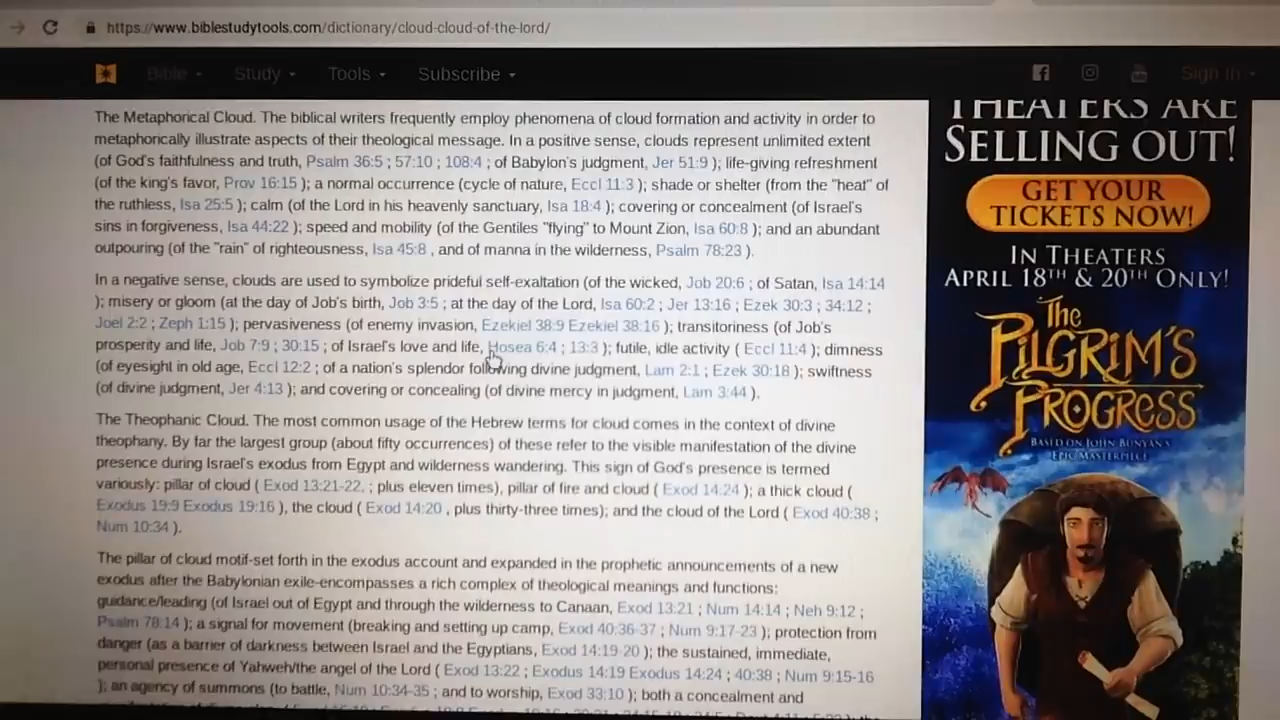 https://www.biblestudytools.com/dictionary/cloud-cloud-of-the-lord/
Bible Study Tools Subscribe Sign In
The Metaphorical Cloud. The biblical writers frequently employ phenomena of cloud formation and activity in order to
metaphorically illustrate aspects of their theological message. In a positive sense, clouds represent unlimited extent
(of God's faithfulness and truth, Psalm 36:5 ; 57:10 ; 108:4 ; of Babylon's judgment, Jer 51:9 ); life-giving refreshment
(of the king's favor, Prov 16:15 ); a normal occurrence (cycle of nature, Eccl 11:3 ); shade or shelter (from the "heat" of
the ruthless, Isa 25:5 ); calm (of the Lord in his heavenly sanctuary, Isa 18:4 ); covering or concealment (of Israel's
sins in forgiveness, Isa 44:22 ); speed and mobility (of the Gentiles "flying" to Mount Zion, Isa 60:8 ); and an abundant
outpouring (of the "rain" of righteousness, Isa 45:8 , and of manna in the wilderness, Psalm 78:23 ).
In a negative sense, clouds are used to symbolize prideful self-exaltation (of the wicked, Job 20:6 ; of Satan, Isa 14:14
); misery or gloom (at the day of Job's birth, Job 3:5 ; at the day of the Lord, Isa 60:2 ; Jer 13:16 ; Ezek 30:3 ; 34:12 ;
Joel 2:2 ; Zeph 1:15 ); pervasiveness (of enemy invasion, Ezekiel 38:9 Ezekiel 38:16 ); transitoriness (of Job's
prosperity and life, Job 7:9 ; 30:15 ; of Israel's love and life, Hosea 6:4 ; 13:3 ); futile, idle activity ( Eccl 11:4 ); dimness
(of eyesight in old age, Eccl 12:2 ; of a nation's splendor following divine judgment, Lam 2:1 ; Ezek 30:18 ); swiftness
(of divine judgment, Jer 4:13 ); and covering or concealing (of divine mercy in judgment, Lam 3:44 ).
The Theophanic Cloud. The most common usage of the Hebrew terms for cloud comes in the context of divine
theophany. By far the largest group (about fifty occurrences) of these refer to the visible manifestation of the divine
presence during Israel's exodus from Egypt and wilderness wandering. This sign of God's presence is termed
variously: pillar of cloud ( Exod 13:21-22, ; plus eleven times), pillar of fire and cloud ( Exod 14:24 ); a thick cloud (
Exodus 19:9 Exodus 19:16 ), the cloud ( Exod 14:20 , plus thirty-three times); and the cloud of the Lord ( Exod 40:38 ;
Num 10:34 ).
The pillar of cloud motif-set forth in the exodus account and expanded in the prophetic announcements of a new
exodus after the Babylonian exile-encompasses a rich complex of theological meanings and functions:
guidance/leading (of Israel out of Egypt and through the wilderness to Canaan, Exod 13:21 ; Num 14:14 ; Neh 9:12 ;
Psalm 78:14 ); a signal for movement (breaking and setting up camp, Exod 40:36-37 ; Num 9:17-23 ); protection from
danger (as a barrier of darkness between Israel and the Egyptians, Exod 14:19-20 ); the sustained, immediate,
personal presence of Yahweh/the angel of the Lord ( Exod 13:22 ; Exodus 14:19 Exodus 14:24 ; 40:38 ; Num 9:15-16
); an agency of summons (to battle, Num 10:34-35 ; and to worship, Exod 33:10 ); both a concealment and
THEATERS ARE
SELLING OUT!
GET YOUR
TICKETS NOW!
IN THEATERS
APRIL 18TH & 20TH ONLY!
The
PILGRIM'S
PROGRESS
BASED ON JOHN BUNYAN'S
EPIC MASTERPIECE